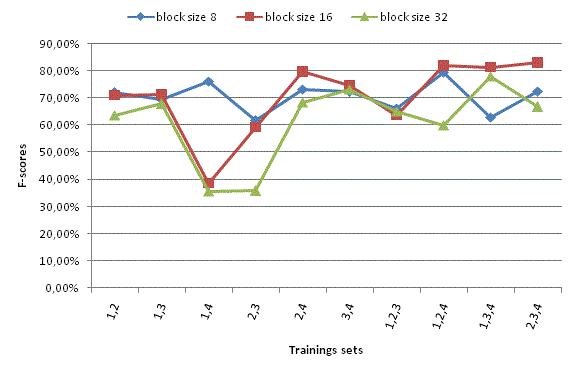 block size 8 block size 16 block size 32
90,00%
80,00%
70,00%
60,00%
50,00%
40,00%
30,00%
20,00%
10,00%
0,00%
F-scores
1,2 1,3 1,4 2,3 2,4 3,4 1,2,3 1,2,4 1,3,4 2,3,4
Trainings sets